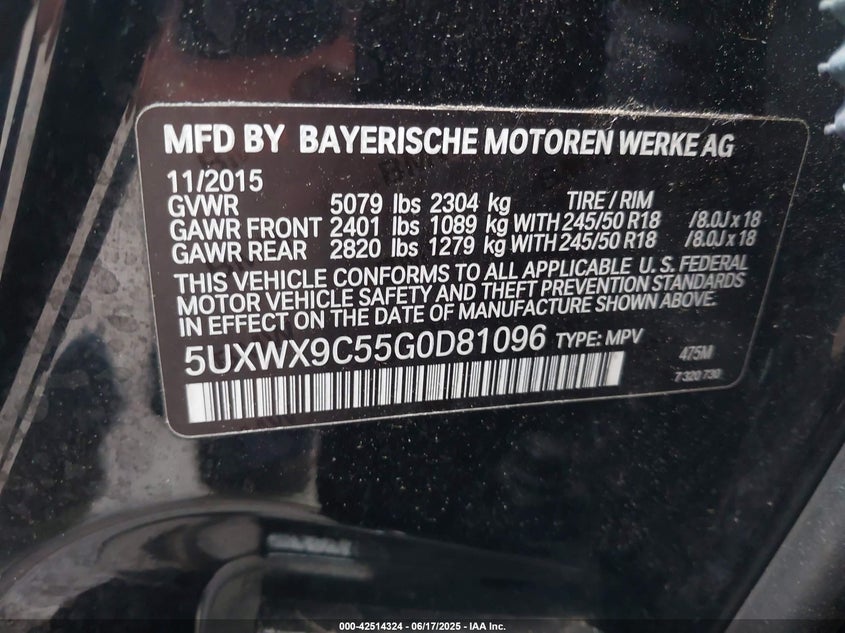 MFD BY BAYERISCHE MOTOREN WERKE AG
11/2015
GVWR 5079 lbs 2304 kg TIRE / RIM
GAWR FRONT 2401 lbs 1089 kg WITH 245/50 R18 /8.0J x 18
GAWR REAR 2820 lbs 1279 kg WITH 245/50 R18 /8.0J x 18
THIS VEHICLE CONFORMS TO ALL APPLICABLE U. S. FEDERAL
MOTOR VEHICLE SAFETY AND THEFT PREVENTION STANDARDS
IN EFFECT ON THE DATE OF MANUFACTURE SHOWN ABOVE.
5UXWX9C55G0D81096 TYPE: MPV 475M
7 320 730
000-42514324 | 06/17/2025 - IAA Inc.